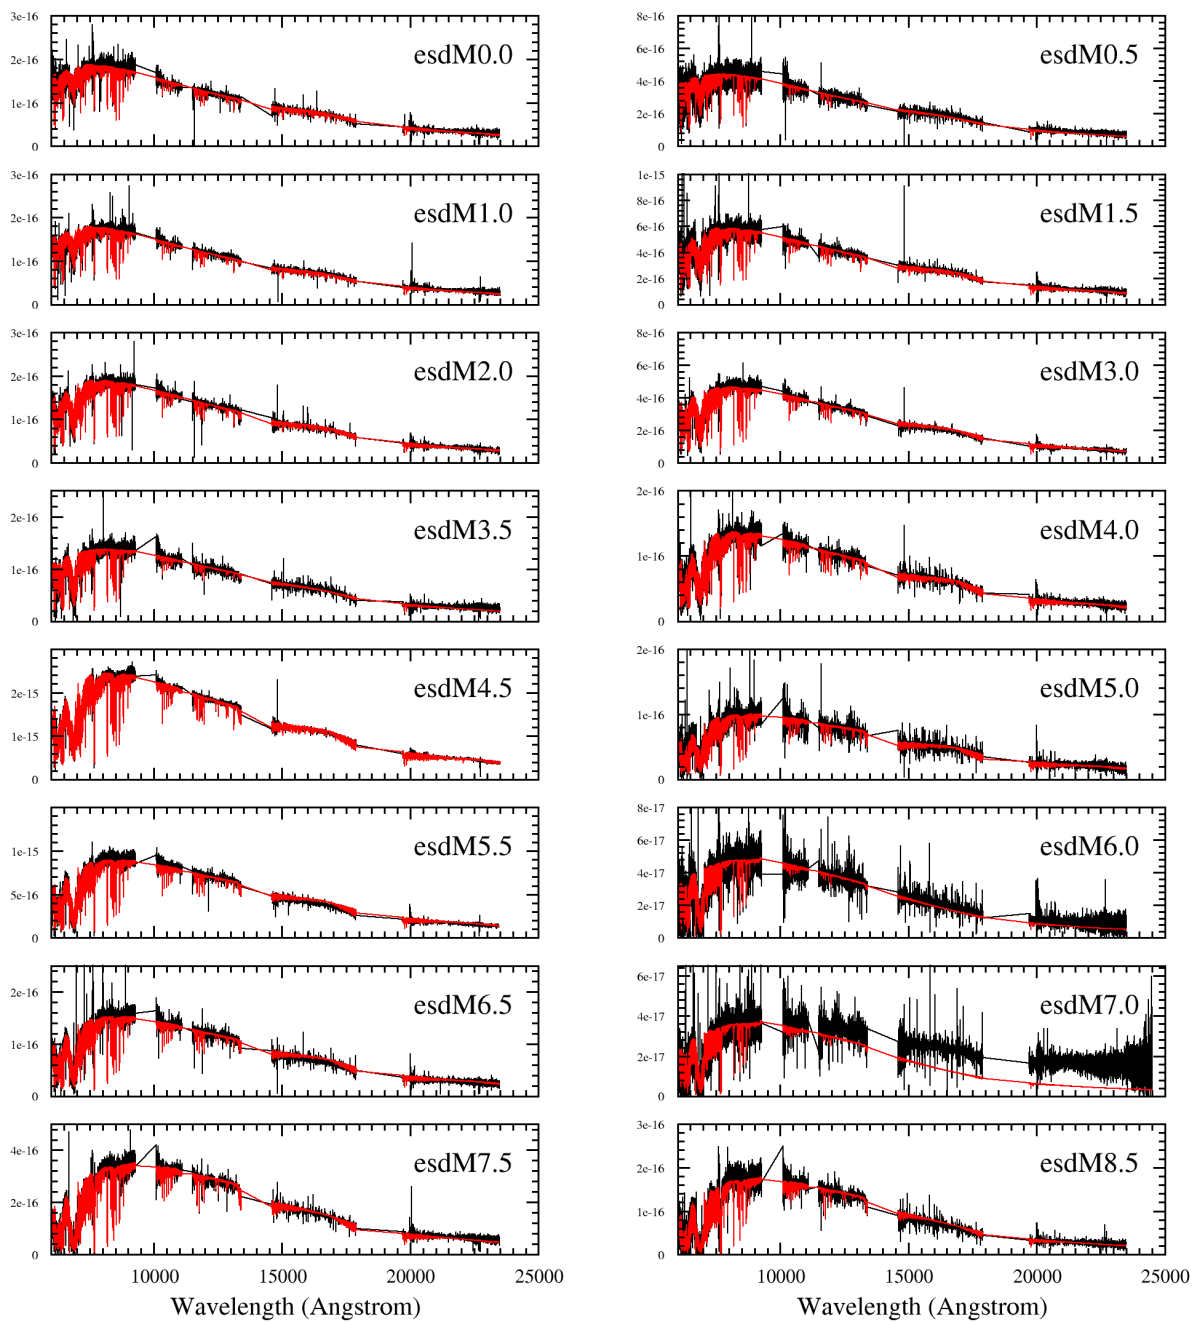 3e-16
2e-16
1e-16
0
esdM0.0
8e-16
6e-16
4e-16
2e-16
0
esdM0.5
3e-16
2e-16
1e-16
0
esdM1.0
1e-15
8e-16
6e-16
4e-16
2e-16
0
esdM1.5
3e-16
2e-16
1e-16
0
esdM2.0
8e-16
6e-16
4e-16
2e-16
0
esdM3.0
2e-16
1e-16
0
esdM3.5
2e-16
1e-16
0
esdM4.0
2e-15
1e-15
0
esdM4.5
2e-16
1e-16
0
esdM5.0
1e-15
5e-16
0
esdM5.5
8e-17
6e-17
4e-17
2e-17
0
esdM6.0
2e-16
1e-16
0
esdM6.5
6e-17
4e-17
2e-17
0
esdM7.0
4e-16
2e-16
0
esdM7.5
3e-16
2e-16
1e-16
0
esdM8.5
10000 15000 20000 25000
Wavelength (Angstrom)
10000 15000 20000 25000
Wavelength (Angstrom)